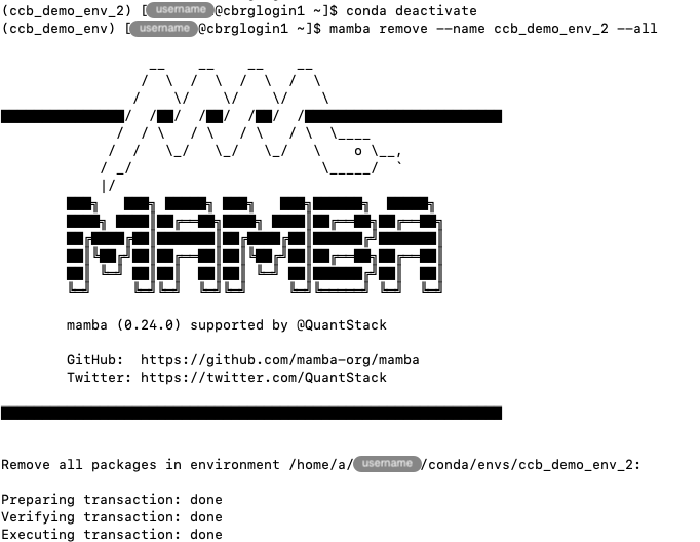 (ccb_demo_env_2) [username@cbrglogin1 ~]$ conda deactivate
(ccb_demo_env) [username@cbrglogin1 ~]$ mamba remove --name ccb_demo_env_2 --all
MAMBA
mamba (0.24.0) supported by @QuantStack
GitHub: https://github.com/mamba-org/mamba
Twitter: https://twitter.com/QuantStack
Remove all packages in environment /home/a/username/conda/envs/ccb_demo_env_2:
Preparing transaction: done
Verifying transaction: done
Executing transaction: done